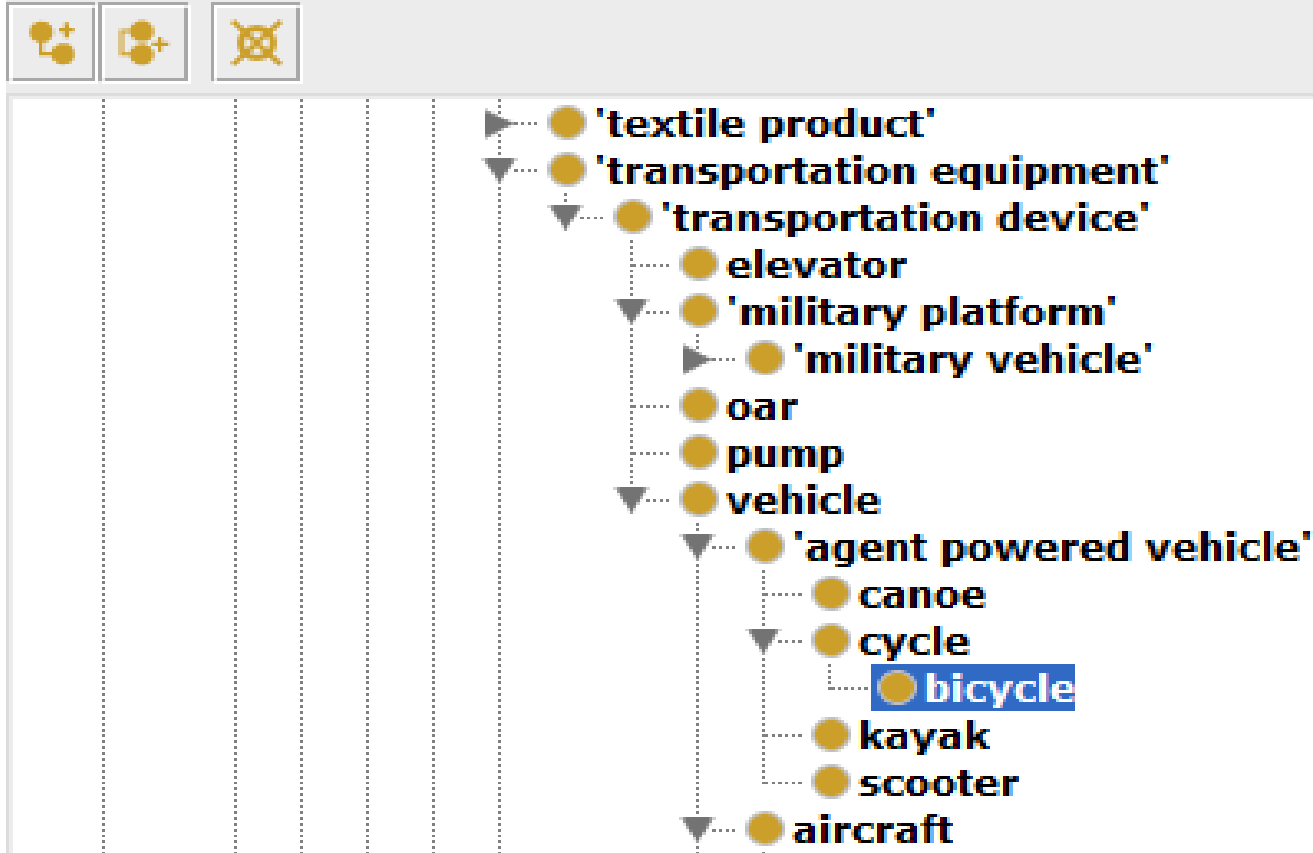 'textile product'
'transportation equipment'
'transportation device'
elevator
'military platform'
'military vehicle'
oar
pump
vehicle
'agent powered vehicle'
canoe
cycle
bicycle
kayak
scooter
aircraft